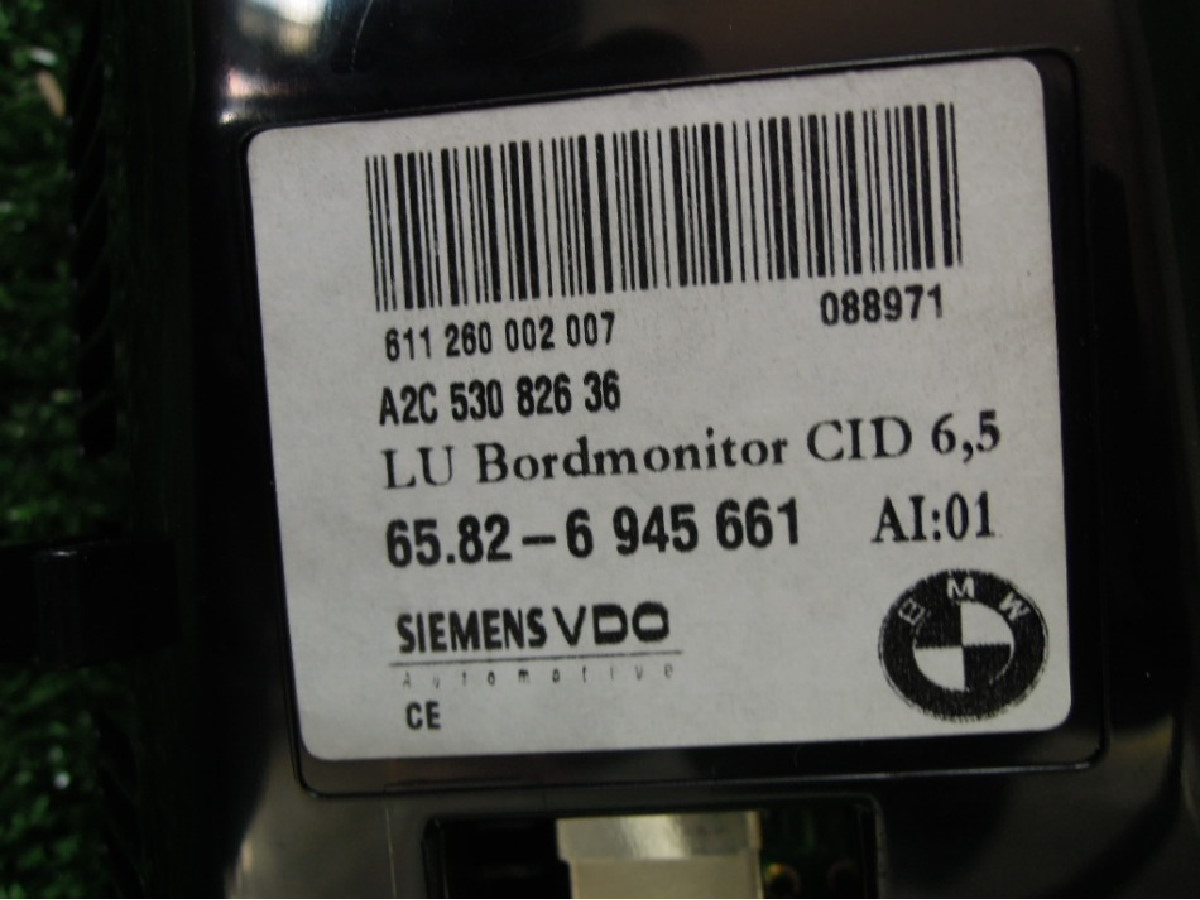 611 260 002 007 088971
A2C 530 826 36
LU Bordmonitor CID 6,5
65.82-6 945 661 AI:01
SIEMENS VDO
Automotive
CE
BMW